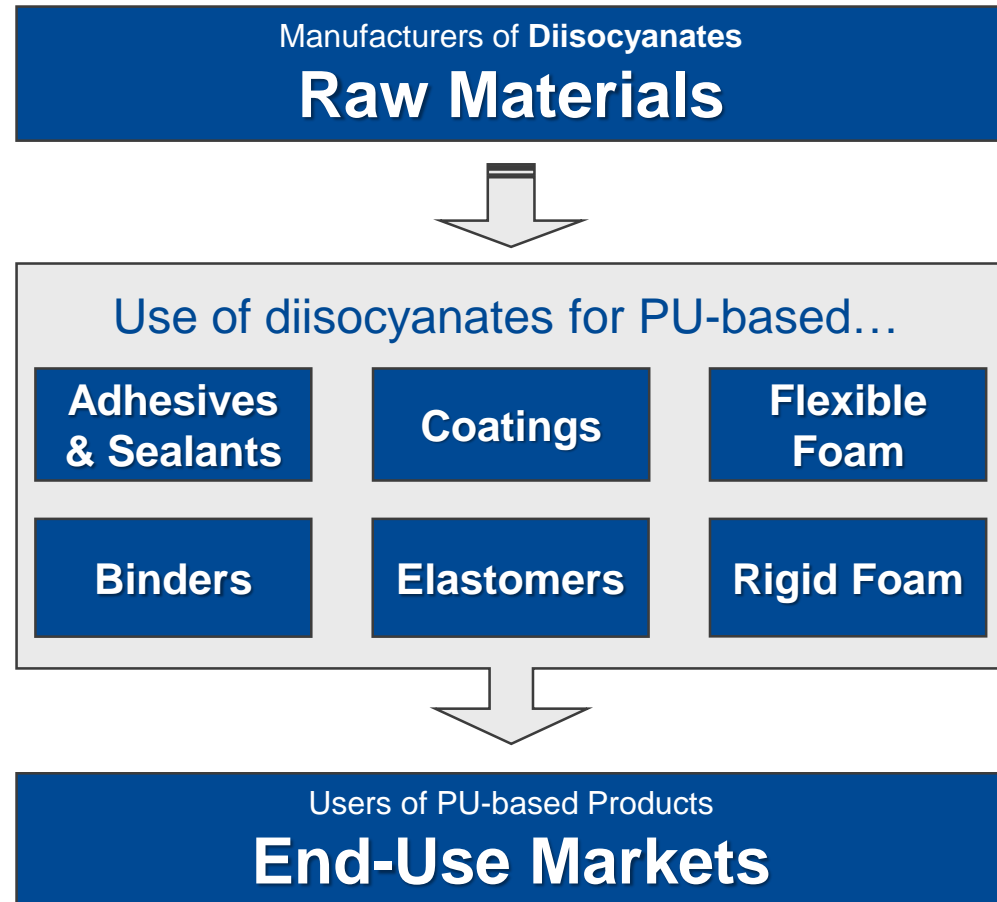 Manufacturers of Diisocyanates
Raw Materials
Use of diisocyanates for PU-based…
Adhesives
& Sealants
Coatings
Flexible
Foam
Binders
Elastomers
Rigid Foam
Users of PU-based Products
End-Use Markets